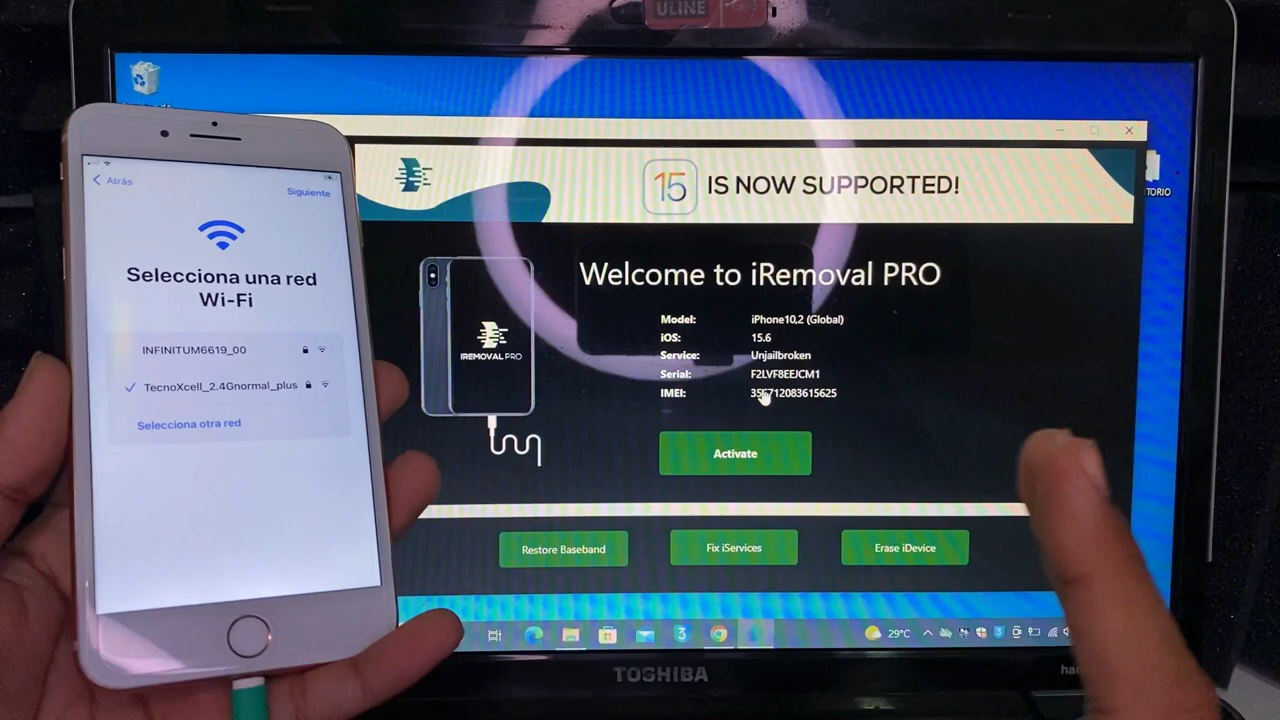 ULINE
Atrás
Siguiente
Selecciona una red
Wi-Fi
INFINITUM6619_00
TecnoXcell_2.4Gnormal_plus
Selecciona otra red
15 IS NOW SUPPORTED!
Welcome to iRemoval PRO
Model: iPhone10,2 (Global)
iOS: 15.6
Service: Unjailbroken
Serial: F2LVF8EEJCM1
IMEI:
IREMOVAL PRO
Activate
Restore Baseband
Fix iServices
Erase iDevice
29°C
TOSHIBA